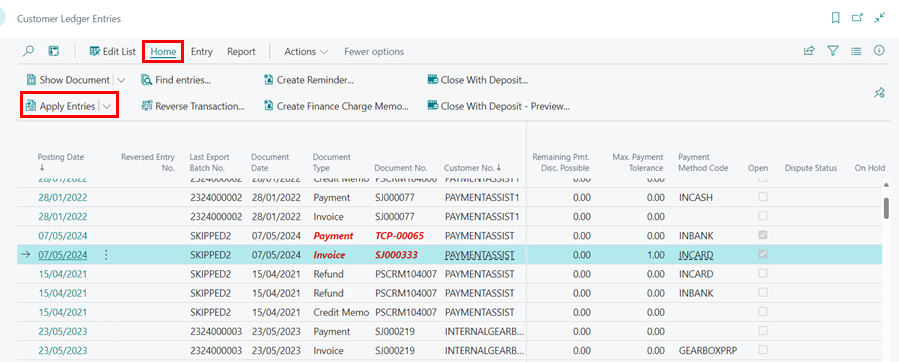 Customer Ledger Entries
Edit List Home Entry Report Actions Fewer options
Show Document Find entries... Create Reminder... Close With Deposit...
Apply Entries Reverse Transaction... Create Finance Charge Memo... Close With Deposit - Preview...
Reversed Entry Last Export Document Document Remaining Pmt. Max. Payment Payment
Posting Date No. Batch No. Date Type Document No. Customer No. ↓ Disc. Possible Tolerance Method Code Open Dispute Status On Hold
↓
28/01/2022 2324000002 28/01/2022 Credit Memo PAYMENTASSIST1 0.00 0.00
28/01/2022 2324000002 28/01/2022 Payment SJ000077 PAYMENTASSIST1 0.00 0.00 INCASH
28/01/2022 2324000002 28/01/2022 Invoice SJ000077 PAYMENTASSIST1 0.00 0.00
07/05/2024 SKIPPED2 07/05/2024 Payment TCP-00065 PAYMENTASSIST 0.00 0.00 INBANK
07/05/2024 SKIPPED2 07/05/2024 Invoice SJ000333 PAYMENTASSIST 0.00 1.00 INCARD
15/04/2021 SKIPPED2 15/04/2021 Refund PSCRM104007 PAYMENTASSIST 0.00 0.00 INCARD
15/04/2021 SKIPPED2 15/04/2021 Refund PSCRM104007 PAYMENTASSIST 0.00 0.00 INBANK
15/04/2021 SKIPPED2 15/04/2021 Credit Memo PSCRM104007 PAYMENTASSIST 0.00 0.00
23/05/2023 2324000003 23/05/2023 Payment SJ000219 INTERNALGEARB... 0.00 0.00
23/05/2023 2324000003 23/05/2023 Invoice SJ000219 INTERNALGEARB... 0.00 0.00 GEARBOXPRP